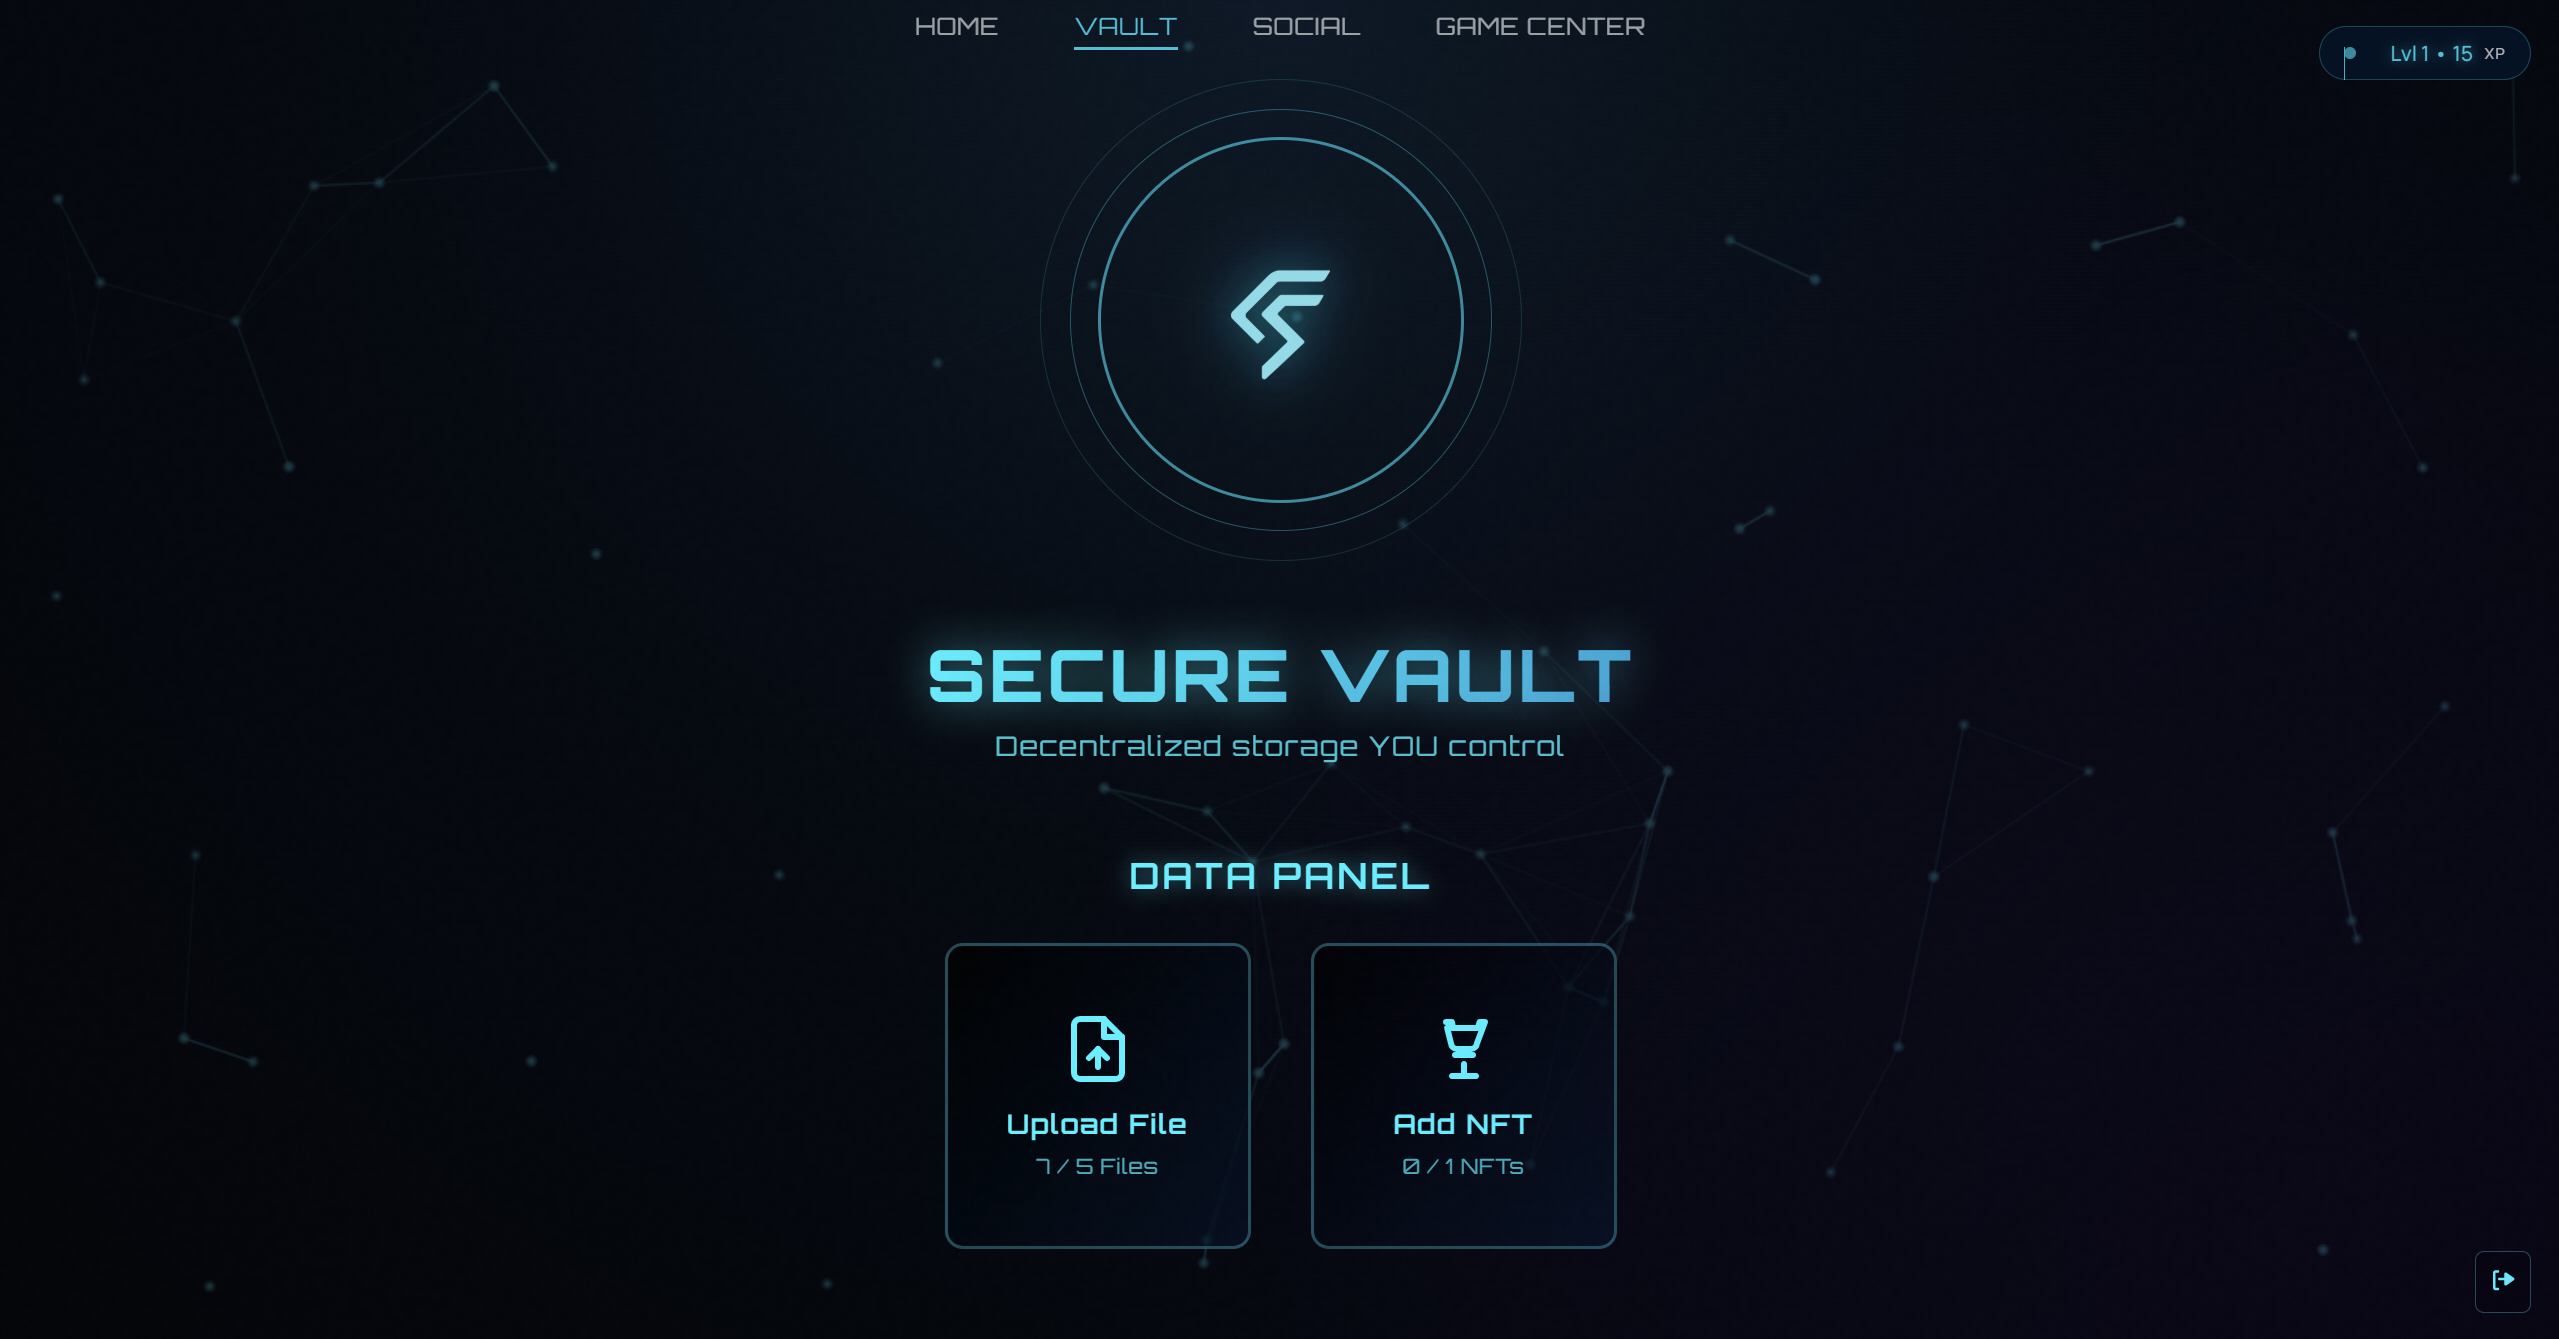 HOME VAULT SOCIAL GAME CENTER
Lvl 1 • 15 XP
SECURE VAULT
Decentralized storage YOU control
DATA PANEL
Upload File
7 / 5 Files
Add NFT
0 / 1 NFTs